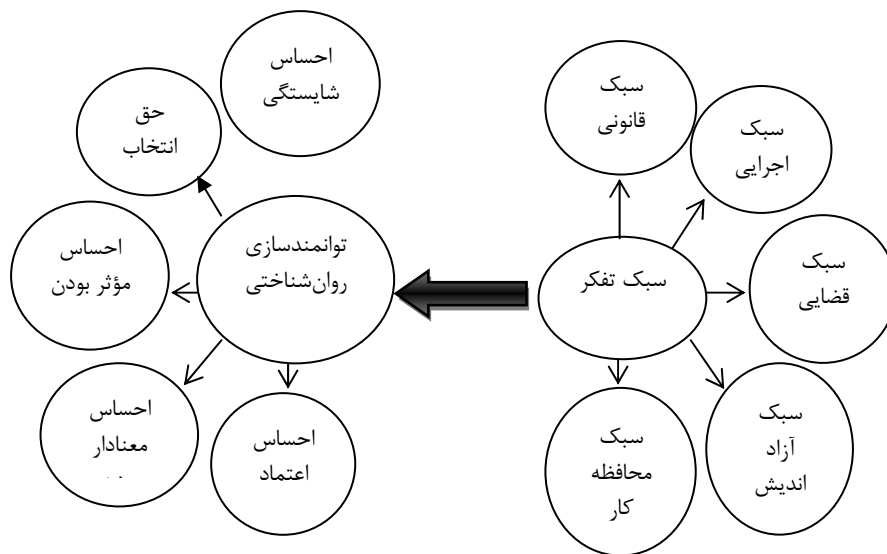 احساس
شایستگی
حق
انتخاب
توانمندسازی
روان‌شناختی
احساس
مؤثر بودن
احساس
معنادار
احساس
اعتماد
سبک
قانونی
سبک
اجرایی
سبک تفکر
سبک
قضایی
سبک
آزاد
اندیش
سبک
محافظه
کار